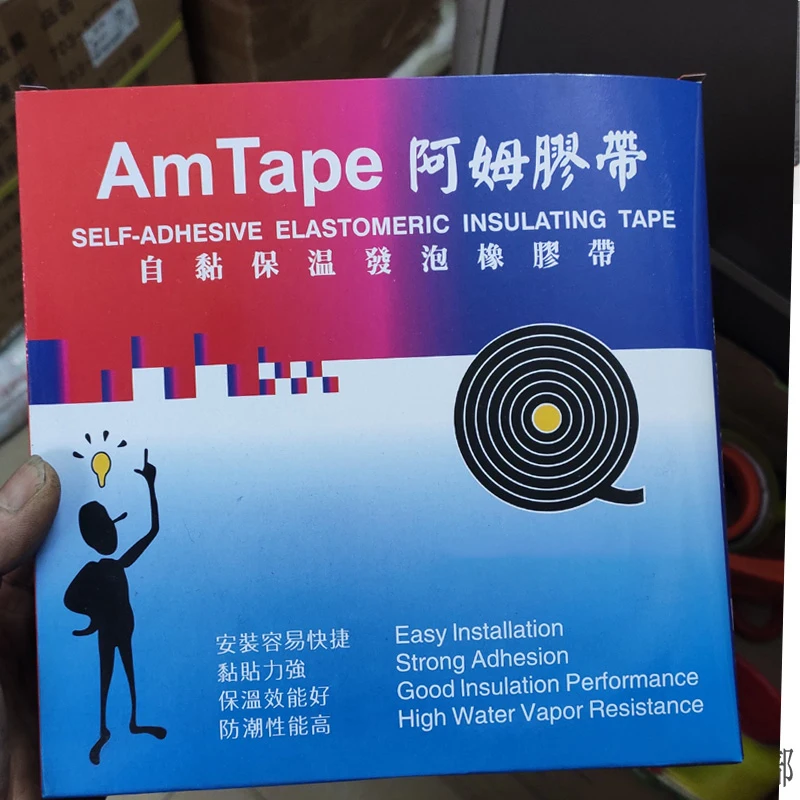 AmTape 阿姆膠帶
SELF-ADHESIVE ELASTOMERIC INSULATING TAPE
自黏保温發泡橡膠帶
安裝容易快捷
黏貼力強
保溫效能好
防潮性能高
Easy Installation
Strong Adhesion
Good Insulation Performance
High Water Vapor Resistance